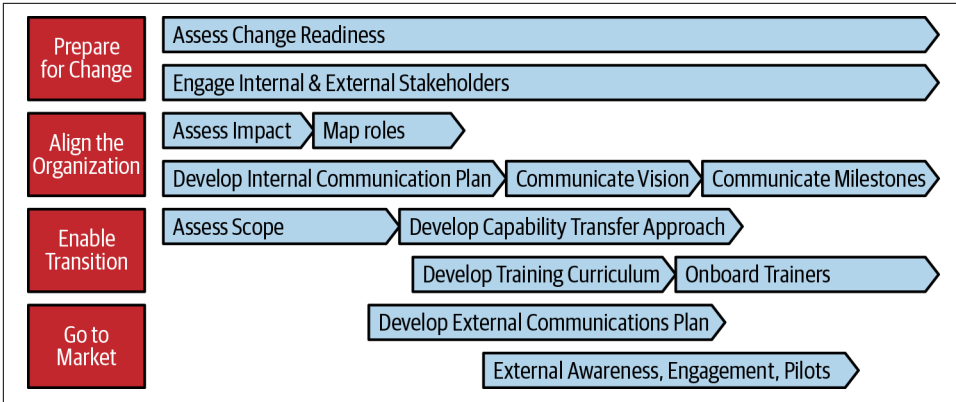 Prepare
for Change
Assess Change Readiness
Engage Internal & External Stakeholders
Align the
Organization
Assess Impact
Map roles
Develop Internal Communication Plan
Communicate Vision
Communicate Milestones
Enable
Transition
Assess Scope
Develop Capability Transfer Approach
Develop Training Curriculum
Onboard Trainers
Go to
Market
Develop External Communications Plan
External Awareness, Engagement, Pilots